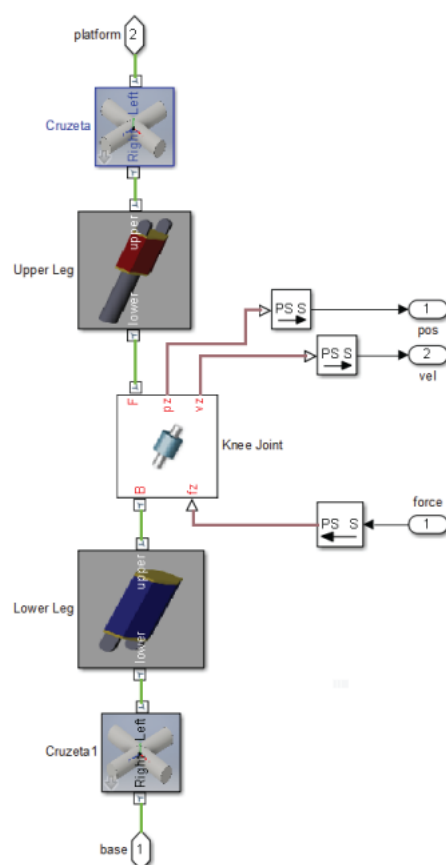 platform
2
Left
Right
Cruzeta
upper
lower
Upper Leg
PS S
1
pos
PS S
2
vel
F
pz
vz
Knee Joint
B
fz
force
PS S
1
upper
lower
Lower Leg
Left
Right
Cruzeta1
base
1